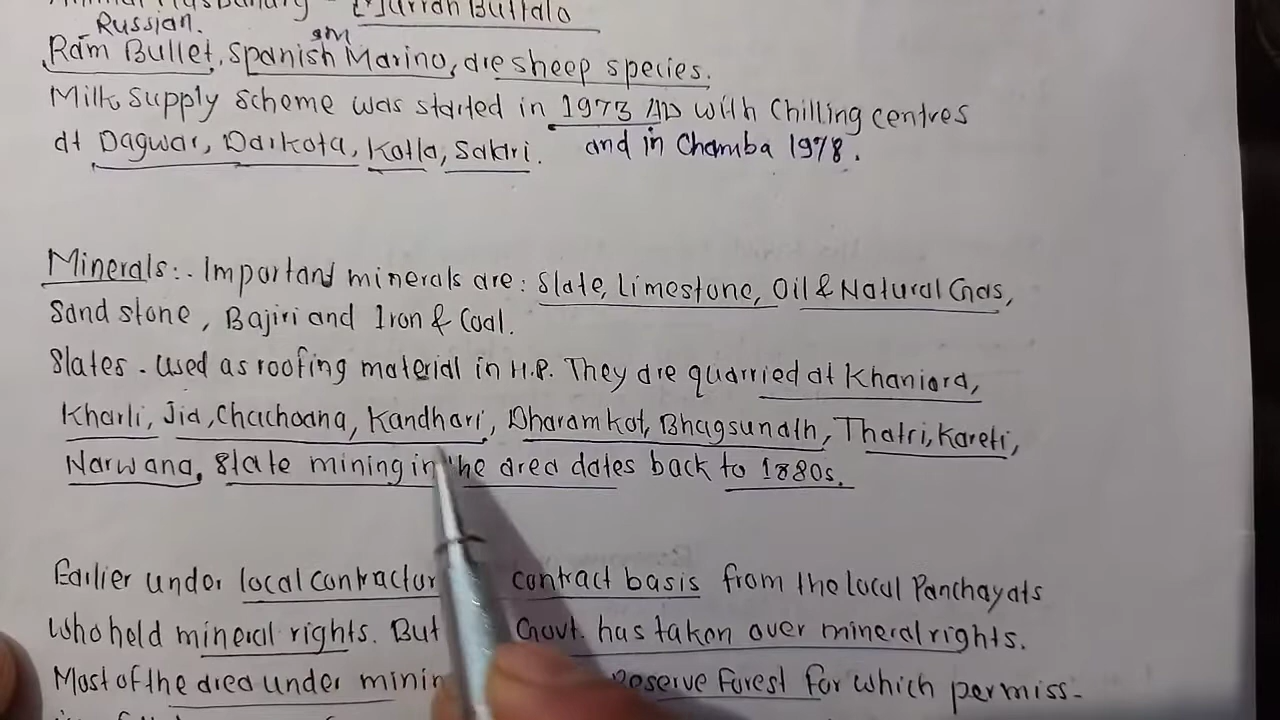 Murrah Buffalo
Russian.
Ram Bullet, Spanish Marino, are sheep species.
Milk Supply scheme was started in 1973 AD with Chilling centres
at Dagwar, Darkota, Kotla, Sakri. and in Chamba 1978.
Minerals:. Important minerals are: Slate, Limestone, Oil & Natural Gas,
Sand stone, Bajiri and Iron & Coal.
Slates - Used as roofing material in H.P. They are quarried at Khaniara,
Kharli, Jia, Chachoana, Kandhari, Dharamkot, Bhagsunath, Thatri, Kareti,
Narwana, Slate mining in the area dates back to 1880s.
Earlier under local contractor contract basis from the local Panchayats
who held mineral rights. But Govt. has taken over mineral rights.
Most of the area under Reserve Forest for which permiss-